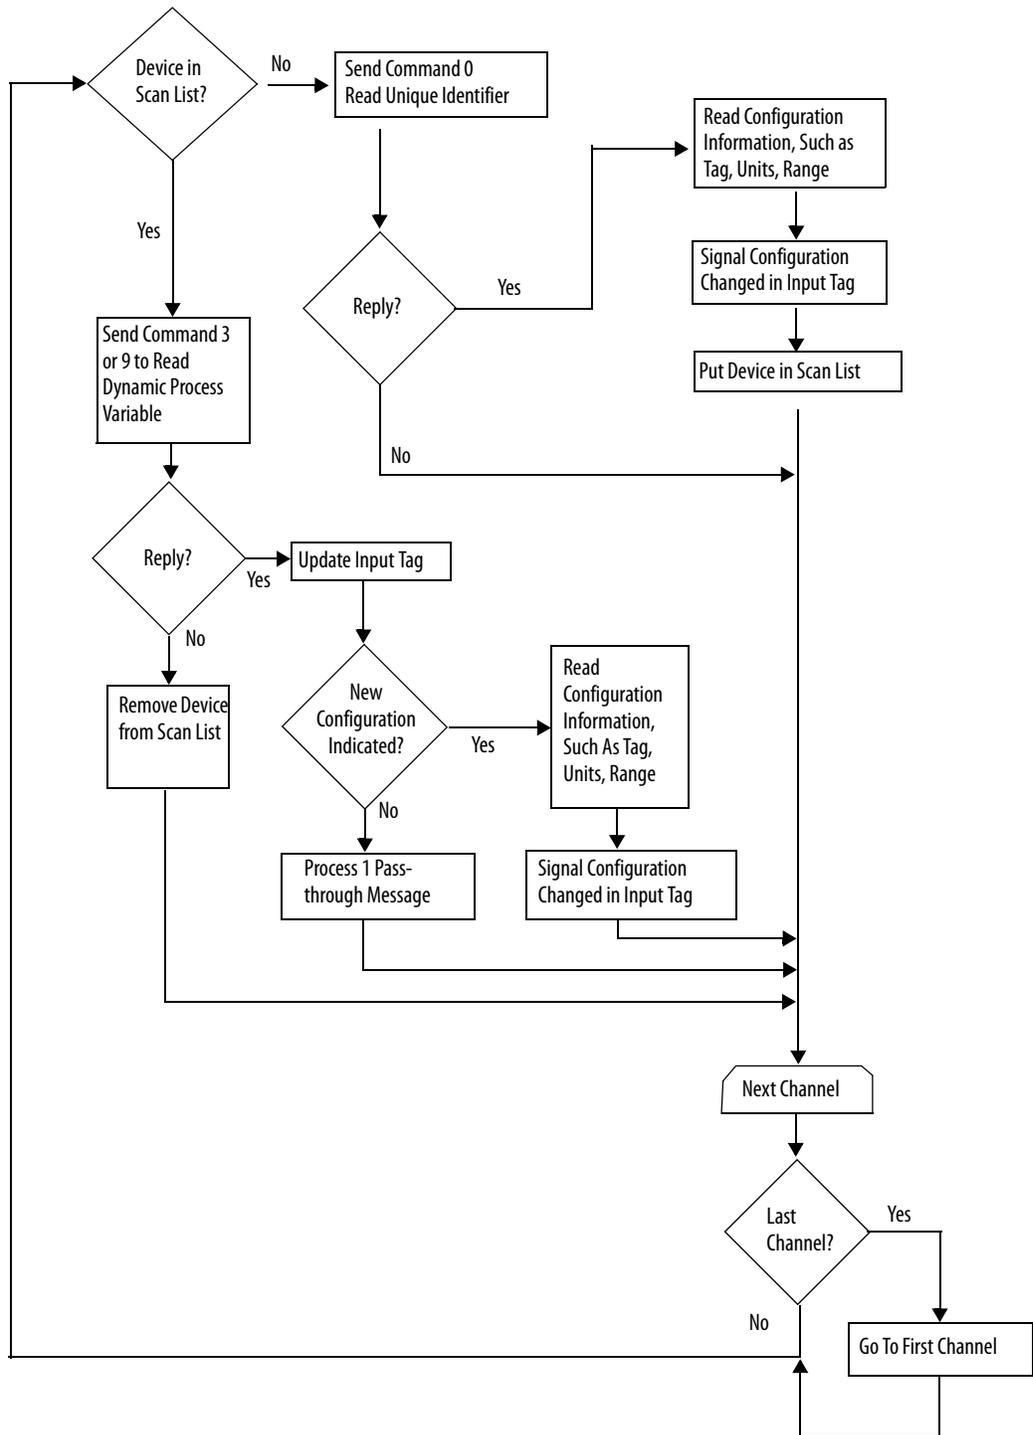 Device in
Scan List?
No
Send Command 0
Read Unique Identifier
Read Configuration
Information, Such as
Tag, Units, Range
Yes
Signal Configuration
Changed in Input Tag
Reply?
Yes
Send Command 3
or 9 to Read
Dynamic Process
Variable
Put Device in Scan List
No
Reply?
Yes
Update Input Tag
No
Remove Device
from Scan List
New
Configuration
Indicated?
Yes
Read
Configuration
Information,
Such As Tag,
Units, Range
No
Process 1 Pass-
through Message
Signal Configuration
Changed in Input Tag
Next Channel
Last
Channel?
Yes
No
Go To First Channel